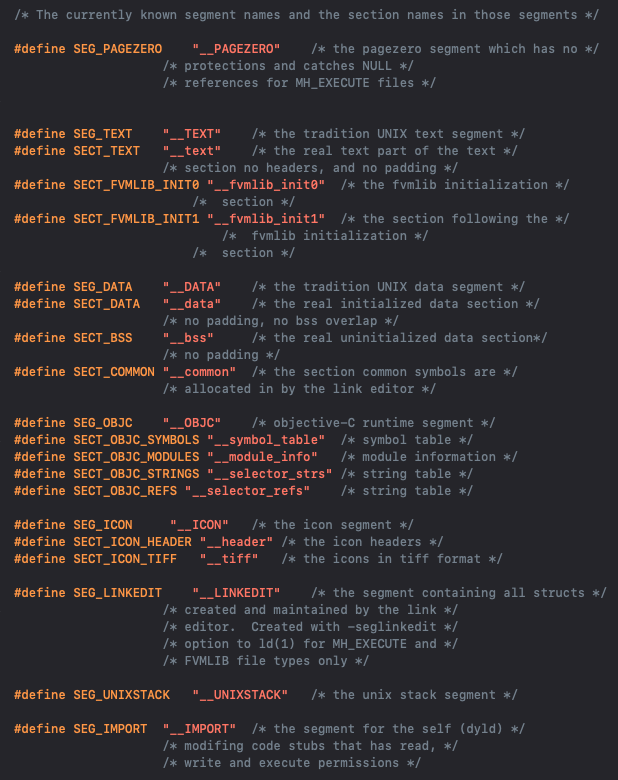 /* The currently known segment names and the section names in those segments */
#define SEG_PAGEZERO "__PAGEZERO" /* the pagezero segment which has no */
/* protections and catches NULL */
/* references for MH_EXECUTE files */
#define SEG_TEXT "__TEXT" /* the tradition UNIX text segment */
#define SECT_TEXT "__text" /* the real text part of the text */
/* section no headers, and no padding */
#define SECT_FVMLIB_INIT0 "__fvmlib_init0" /* the fvmlib initialization */
/* section */
#define SECT_FVMLIB_INIT1 "__fvmlib_init1" /* the section following the */
/* fvmlib initialization */
/* section */
#define SEG_DATA "__DATA" /* the tradition UNIX data segment */
#define SECT_DATA "__data" /* the real initialized data section */
/* no padding, no bss overlap */
#define SECT_BSS "__bss" /* the real uninitialized data section*/
/* no padding */
#define SECT_COMMON "__common" /* the section common symbols are */
/* allocated in by the link editor */
#define SEG_OBJC "__OBJC" /* objective-C runtime segment */
#define SECT_OBJC_SYMBOLS "__symbol_table" /* symbol table */
#define SECT_OBJC_MODULES "__module_info" /* module information */
#define SECT_OBJC_STRINGS "__selector_strs" /* string table */
#define SECT_OBJC_REFS "__selector_refs" /* string table */
#define SEG_ICON "__ICON" /* the icon segment */
#define SECT_ICON_HEADER "__header" /* the icon headers */
#define SECT_ICON_TIFF "__tiff" /* the icons in tiff format */
#define SEG_LINKEDIT "__LINKEDIT" /* the segment containing all structs */
/* created and maintained by the link */
/* editor. Created with -seglinkedit */
/* option to ld(1) for MH_EXECUTE and */
/* FVMLIB file types only */
#define SEG_UNIXSTACK "__UNIXSTACK" /* the unix stack segment */
#define SEG_IMPORT "__IMPORT" /* the segment for the self (dyld) */
/* modifing code stubs that has read, */
/* write and execute permissions */